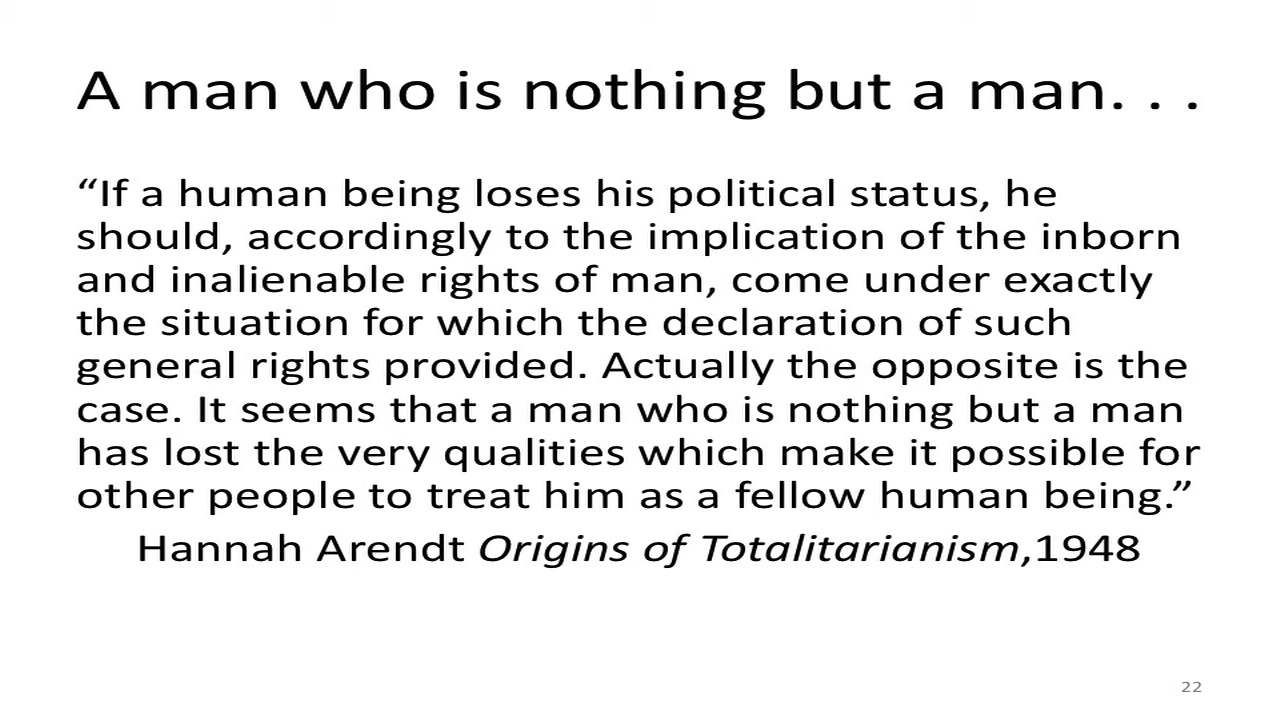 A man who is nothing but a man. . .
“If a human being loses his political status, he
should, accordingly to the implication of the inborn
and inalienable rights of man, come under exactly
the situation for which the declaration of such
general rights provided. Actually the opposite is the
case. It seems that a man who is nothing but a man
has lost the very qualities which make it possible for
other people to treat him as a fellow human being.”
Hannah Arendt Origins of Totalitarianism,1948
22